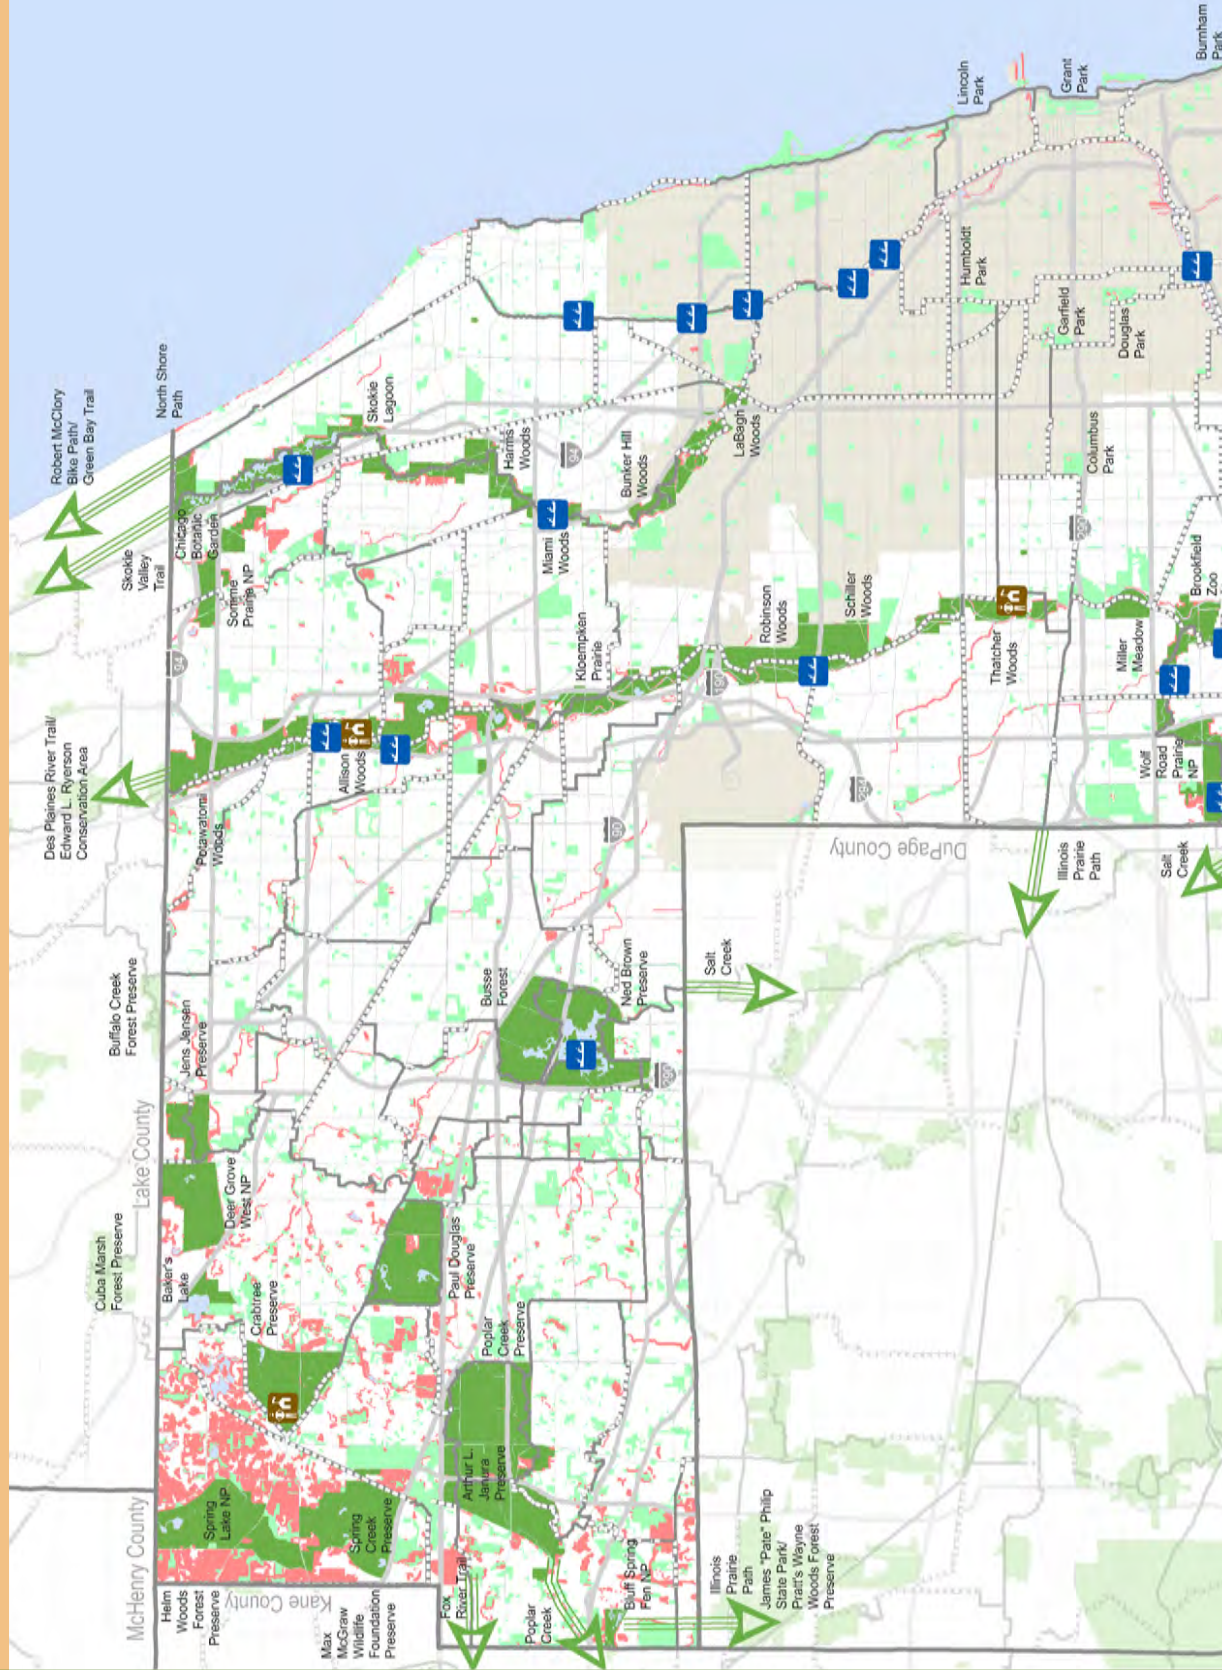 McHenry County
Lake County
Cuba Marsh
Forest Preserve
Buffalo Creek
Forest Preserve
Des Plaines River Trail/
Edward L. Ryerson
Conservation Area
Robert McClory
Bike Path/
Green Bay Trail
Skokie
Valley
Trail
North Shore
Path
Helm
Woods
Forest
Preserve
Kane County
Max
McGraw
Wildlife
Foundation
Preserve
Spring
Lake NP
Spring
Creek
Preserve
Baker's
Lake
Crabtree
Preserve
Deer Grove
West NP
Jens Jensen
Preserve
Potawatomi
Woods
94
Chicago
Botanic
Garden
Somme
Prairie NP
Skokie
Lagoon
Allison
Woods
Fox
River Trail
Arthur L.
Janura
Preserve
Poplar
Creek
Preserve
Paul Douglas
Preserve
Busse
Forest
Harms
Woods
94
Poplar
Creek
Miami
Woods
Kloempken
Prairie
Bunker Hill
Woods
90
Bluff Spring
Fen NP
Ned Brown
Preserve
290
Salt
Creek
190
LaBagh
Woods
Robinson
Woods
Illinois
Prairie
Path
James "Pate" Philip
State Park/
Pratt's Wayne
Woods Forest
Preserve
Schiller
Woods
294
DuPage County
Thatcher
Woods
Humboldt
Park
Lincoln
Park
Illinois
Prairie
Path
290
Columbus
Park
Garfield
Park
Grant
Park
Miller
Meadow
Douglas
Park
Wolf
Road
Prairie
NP
Salt
Creek
Brookfield
Zoo
Burnham
Park